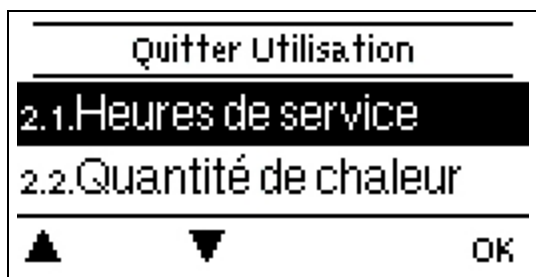 Quitter Utilisation
2.1.Heures de service
2.2.Quantité de chaleur
OK